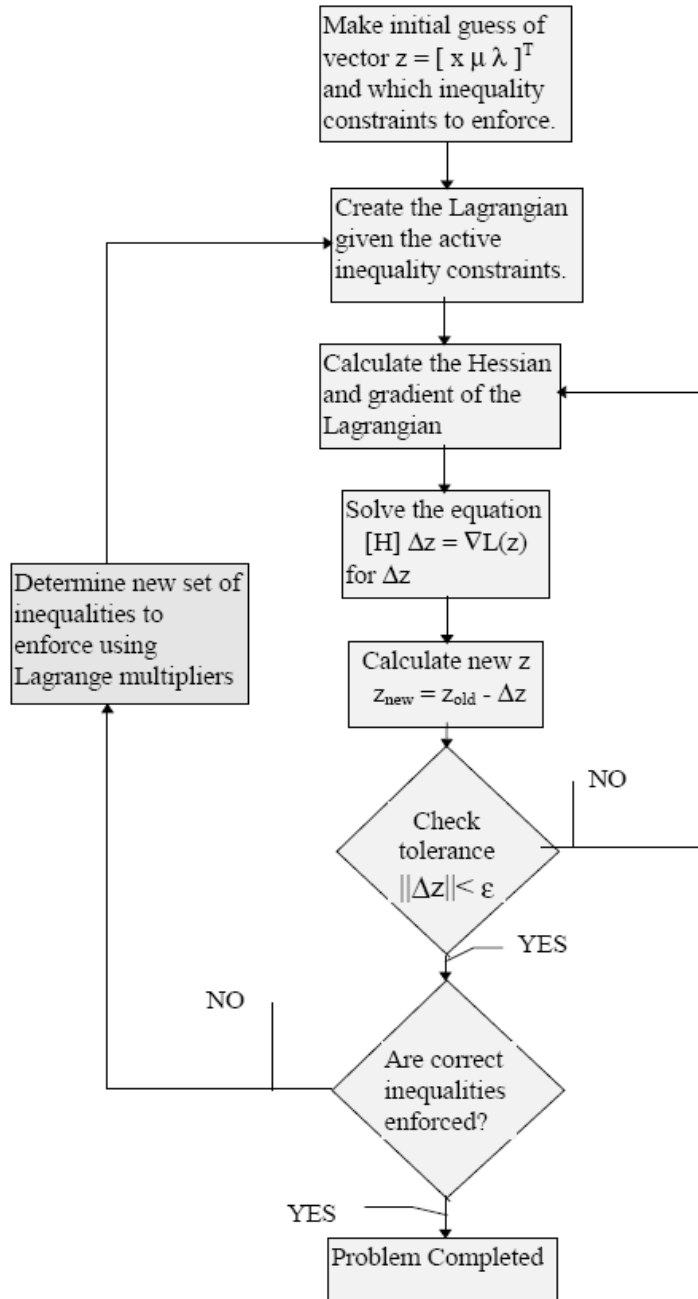 Make initial guess of
vector z = [ x μ λ ]ᵀ
and which inequality
constraints to enforce.
Create the Lagrangian
given the active
inequality constraints.
Calculate the Hessian
and gradient of the
Lagrangian
Solve the equation
[H] Δz = ∇L(z)
for Δz
Determine new set of
inequalities to
enforce using
Lagrange multipliers
Calculate new z
z_new = z_old - Δz
NO
Check
tolerance
||Δz||< ε
YES
NO
Are correct
inequalities
enforced?
YES
Problem Completed